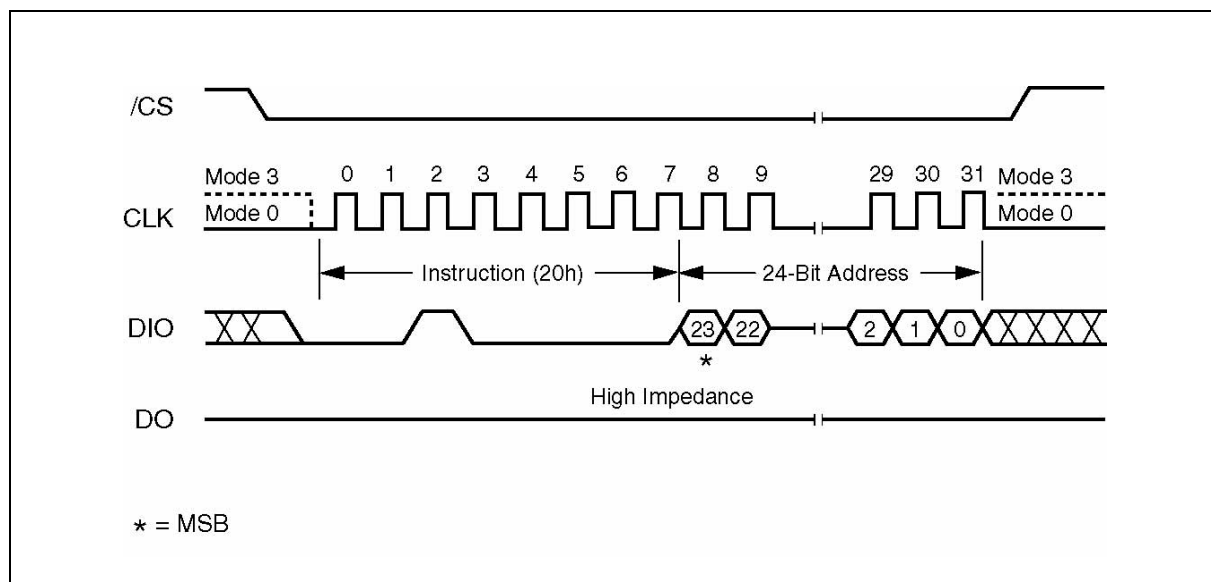 /CS
0 1 2 3 4 5 6 7 8 9 29 30 31
Mode 3 Mode 3
CLK
Mode 0 Mode 0
Instruction (20h) 24-Bit Address
DIO 23 22 2 1 0
*
High Impedance
DO
* = MSB